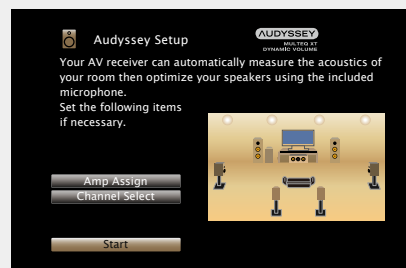 Audyssey Setup
AUDYSSEY
MULTEQ XT
DYNAMIC VOLUME
Your AV receiver can automatically measure the acoustics of
your room then optimize your speakers using the included
microphone.
Set the following items
if necessary.
Amp Assign
Channel Select
Start